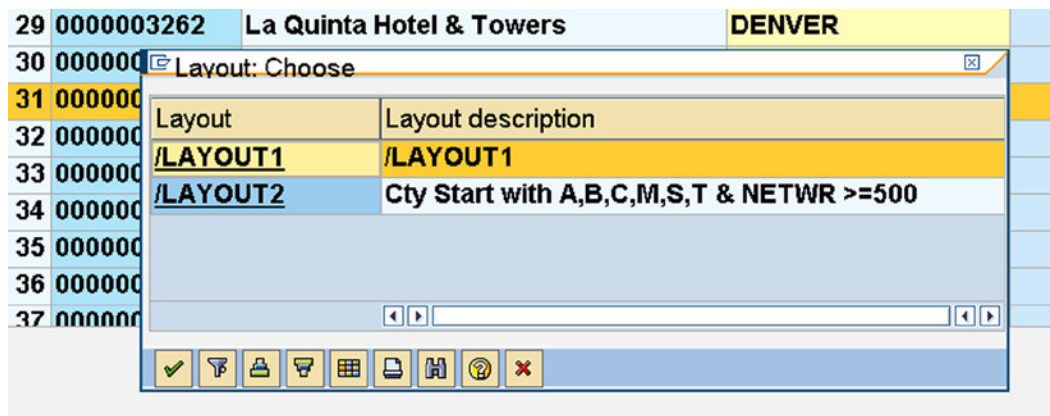 29 0000003262 La Quinta Hotel & Towers DENVER
30 000000
Layout: Choose
31 000000
Layout Layout description
32 000000
/LAYOUT1 /LAYOUT1
33 000000
/LAYOUT2 Cty Start with A,B,C,M,S,T & NETWR >=500
34 000000
35 000000
36 000000
37 000000